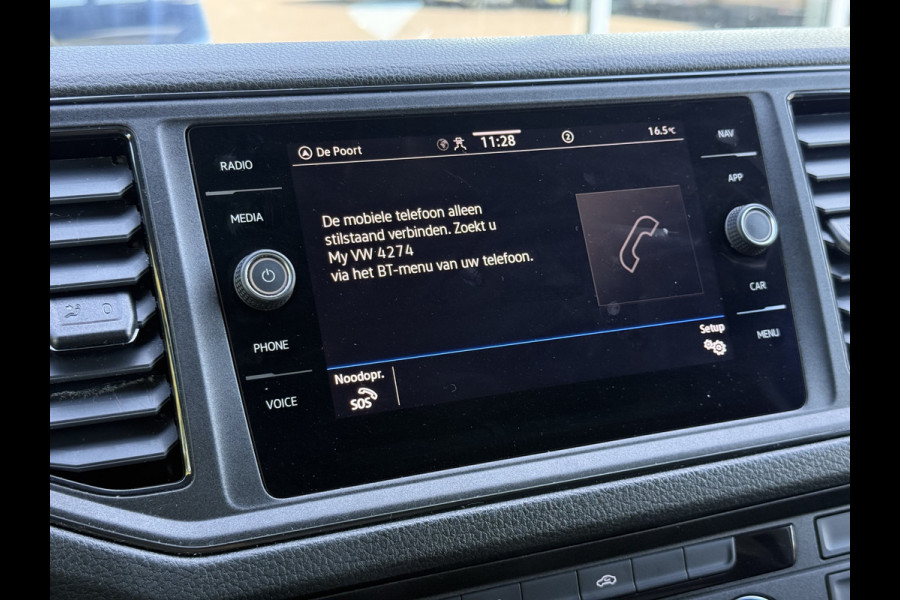 De Poort
11:28
2
16.5°C
RADIO
MEDIA
PHONE
VOICE
NAV
APP
CAR
MENU
De mobiele telefoon alleen
stilstaand verbinden. Zoekt u
My VW 4274
via het BT-menu van uw telefoon.
Setup
Noodopr.
SOS